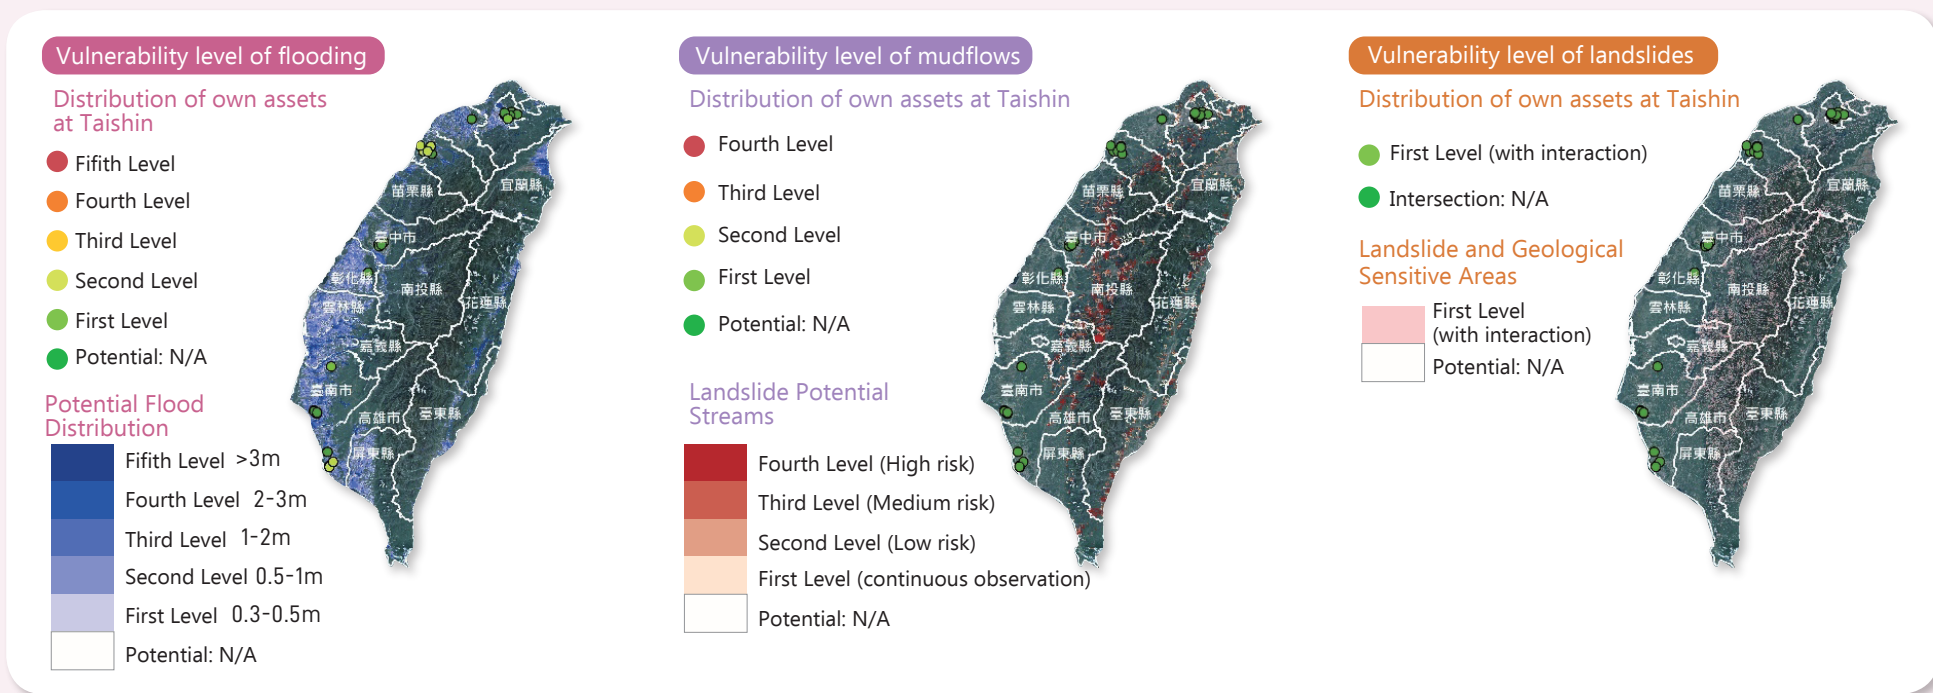 Vulnerability level of flooding
Distribution of own assets
at Taishin
Fifith Level
Fourth Level
Third Level
Second Level
First Level
Potential: N/A
Potential Flood
Distribution
Fifith Level >3m
Fourth Level 2-3m
Third Level 1-2m
Second Level 0.5-1m
First Level 0.3-0.5m
Potential: N/A
苗栗縣
宜蘭縣
臺中市
彰化縣
南投縣
花蓮縣
雲林縣
嘉義縣
臺南市
高雄市
臺東縣
屏東縣
Vulnerability level of mudflows
Distribution of own assets at Taishin
Fourth Level
Third Level
Second Level
First Level
Potential: N/A
Landslide Potential
Streams
Fourth Level (High risk)
Third Level (Medium risk)
Second Level (Low risk)
First Level (continuous observation)
Potential: N/A
苗栗縣
宜蘭縣
臺中市
彰化縣
南投縣
花蓮縣
雲林縣
嘉義縣
臺南市
高雄市
臺東縣
屏東縣
Vulnerability level of landslides
Distribution of own assets at Taishin
First Level (with interaction)
Intersection: N/A
Landslide and Geological
Sensitive Areas
First Level
(with interaction)
Potential: N/A
苗栗縣
宜蘭縣
臺中市
彰化縣
南投縣
花蓮縣
雲林縣
嘉義縣
臺南市
高雄市
臺東縣
屏東縣